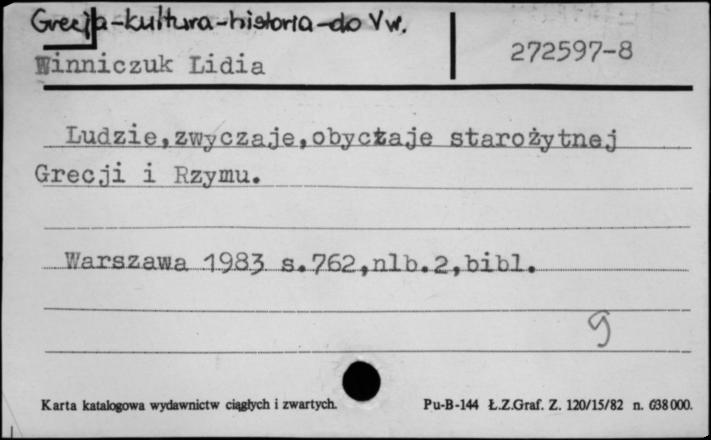 Grecja-kultura-historia-do V w.
Winniczuk Lidia
272597-8
Ludzie,zwyczaje,obyczaje starożytnej
Grecji i Rzymu.
Warszawa 1983 s.762,nlb.2,bibl.
9
Karta katalogowa wydawnictw ciągłych i zwartych.
Pu-B-144 Ł.Z.Graf. Z. 120/15/82 n. 638000.